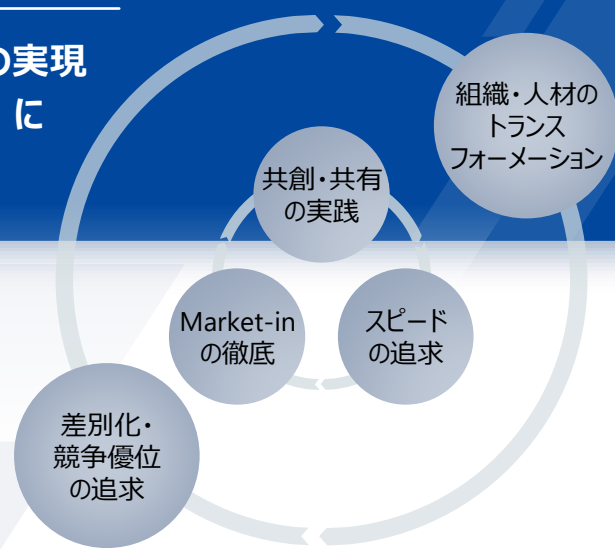 の実現
に
組織・人材の
トランス
フォーメーション
共創・共有
の実践
Market-in
の徹底
スピード
の追求
差別化・
競争優位
の追求